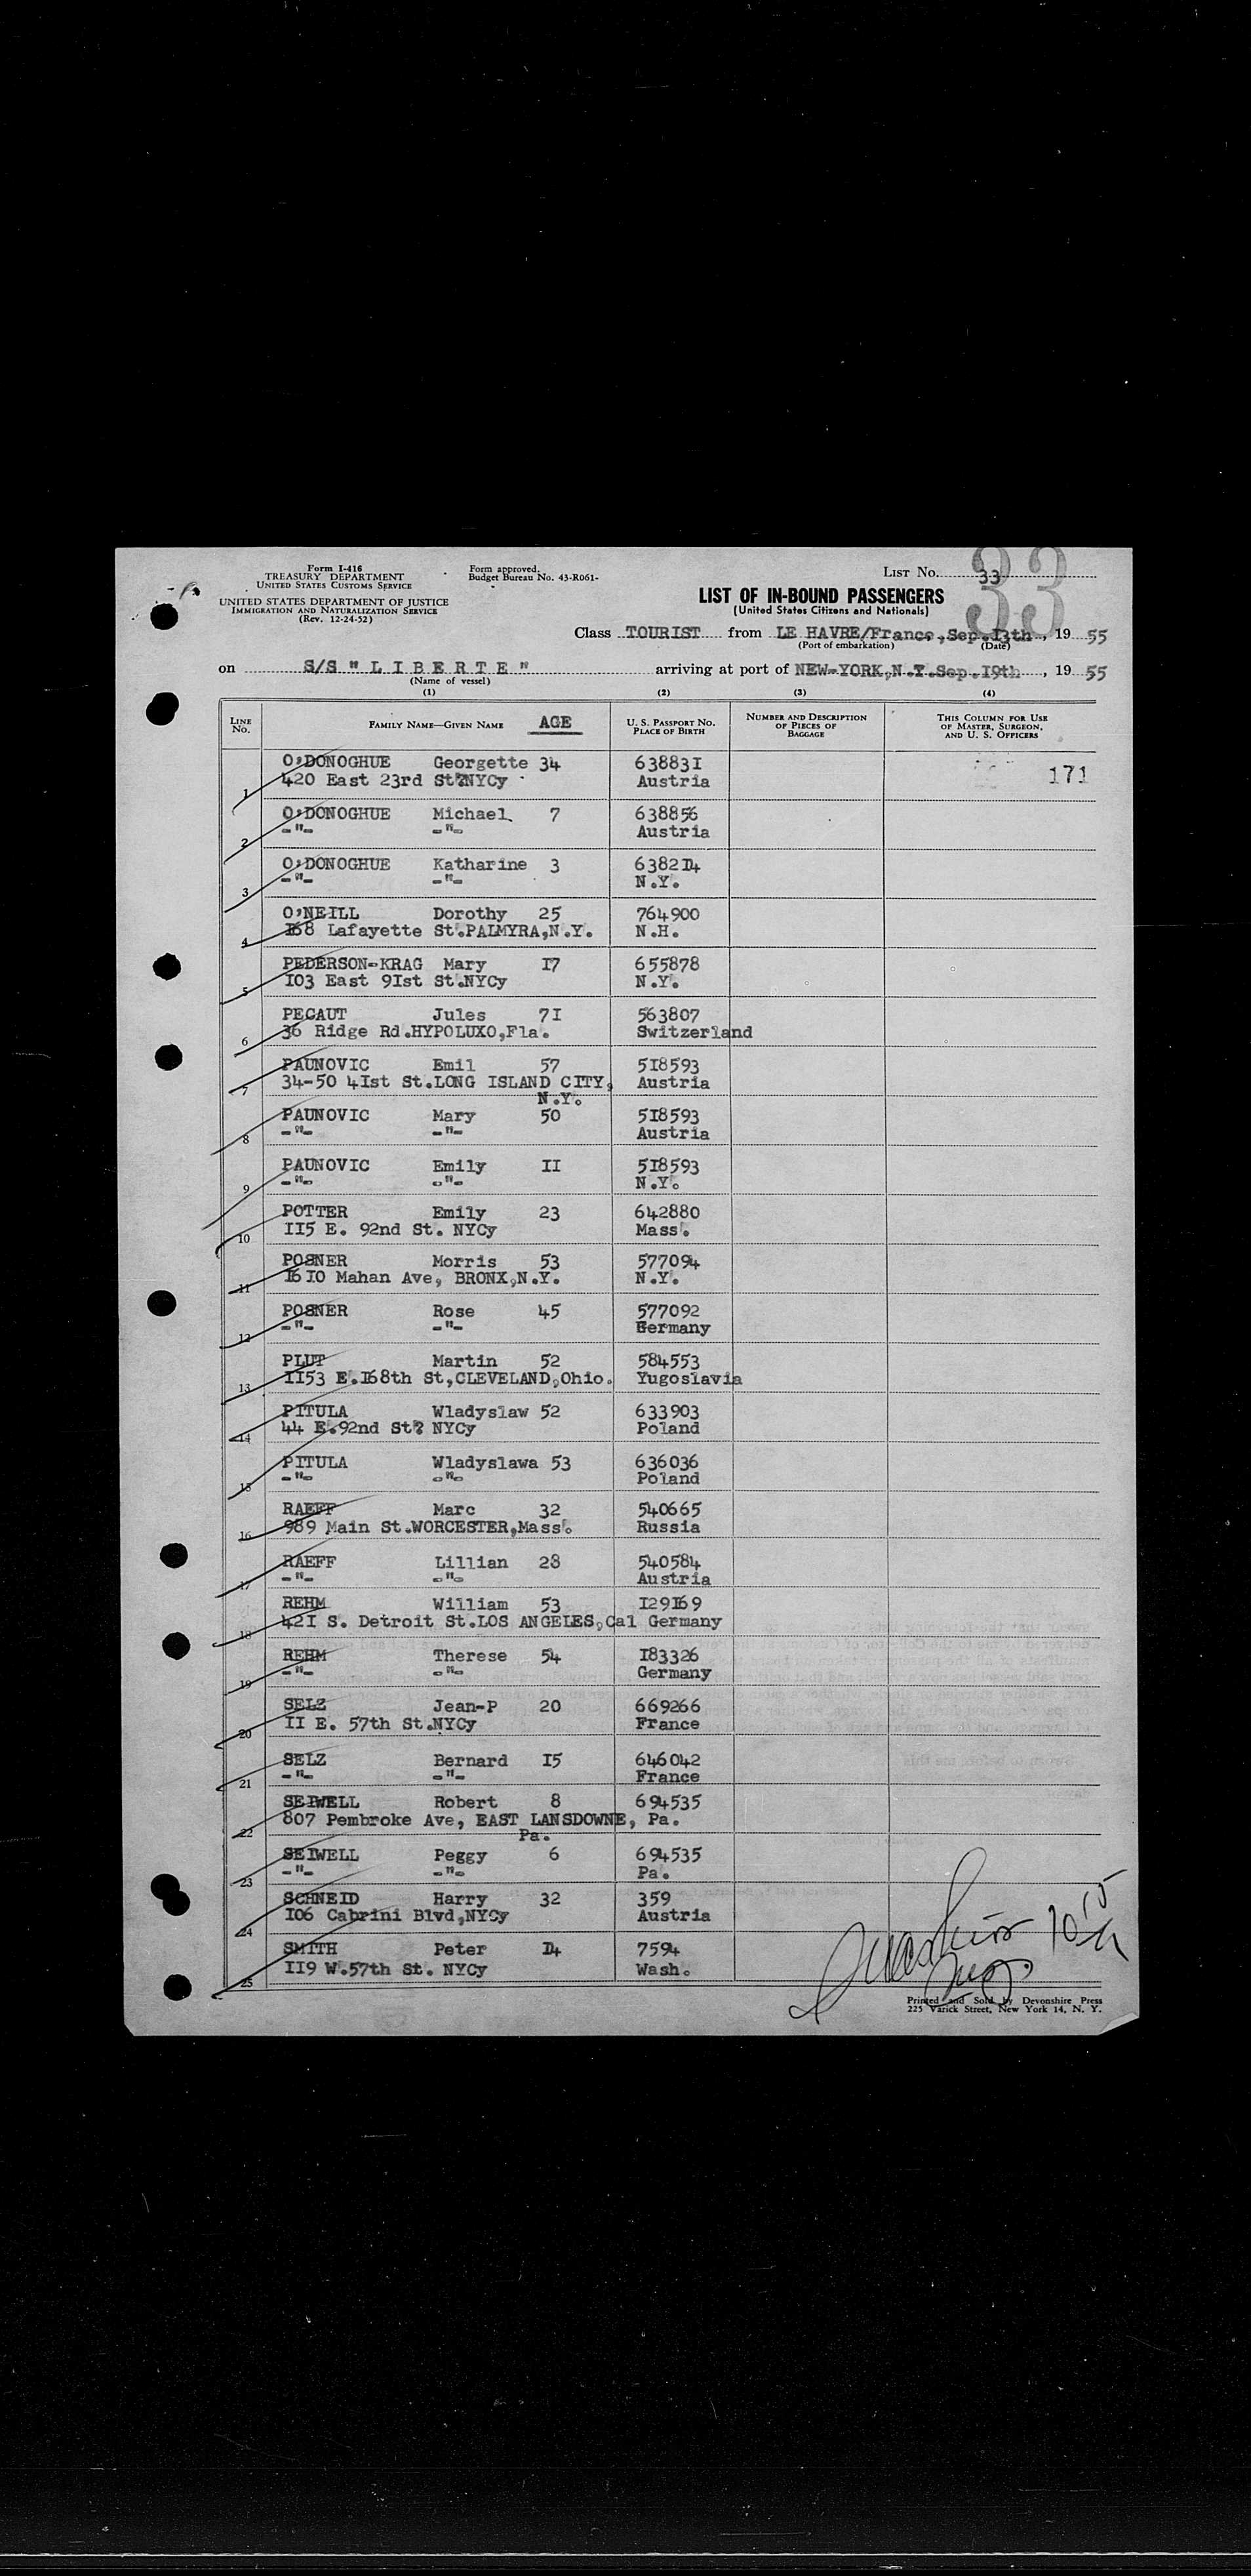 Form I-416
TREASURY DEPARTMENT
UNITED STATES CUSTOMS SERVICE
UNITED STATES DEPARTMENT OF JUSTICE
IMMIGRATION AND NATURALIZATION SERVICE
(Rev. 12-24-52)
Form approved.
Budget Bureau No. 43-R061-
LIST No. 33
33
LIST OF IN-BOUND PASSENGERS
(United States Citizens and Nationals)
Class TOURIST from LE HAVRE/France, Sep.13th, 1955
(Port of embarkation) (Date)
on S/S "LIBERTE" arriving at port of NEW-YORK,N.Y.Sep.19th, 1955
(Name of vessel)
(1) (2) (3) (4)
LINE No. FAMILY NAME—GIVEN NAME AGE U. S. PASSPORT NO. PLACE OF BIRTH NUMBER AND DESCRIPTION OF PIECES OF BAGGAGE THIS COLUMN FOR USE OF MASTER, SURGEON, AND U. S. OFFICERS
O'DONOGHUE Georgette 34 638831
1 420 East 23rd St?NYCy Austria 171
O'DONOGHUE Michael 7 638856
2 -"- -"- Austria
O'DONOGHUE Katharine 3 638214
3 -"- -"- N.Y.
O'NEILL Dorothy 25 764900
4 168 Lafayette St.PALMYRA,N.Y. N.H.
PEDERSON-KRAG Mary 17 655878
5 103 East 91st St.NYCy N.Y.
PEGAUT Jules 71 563807
6 36 Ridge Rd.HYPOLUXO,Fla. Switzerland
PAUNOVIC Emil 57 518593
7 34-50 41st St.LONG ISLAND CITY, Austria
N.Y.
PAUNOVIC Mary 50 518593
8 -"- -"- Austria
PAUNOVIC Emily 11 518593
9 -"- -"- N.Y.
POTTER Emily 23 642880
10 115 E. 92nd St. NYCy Mass.
POSNER Morris 53 577094
11 1610 Mahan Ave, BRONX,N.Y. N.Y.
POSNER Rose 45 577092
12 -"- -"- Germany
PLUT Martin 52 584553
13 1153 E.168th St,CLEVELAND,Ohio. Yugoslavia
PITULA Wladyslaw 52 633903
14 44 E.92nd St? NYCy Poland
PITULA Wladyslawa 53 636036
15 -"- -"- Poland
RAEFF Marc 32 540665
16 989 Main St.WORCESTER,Mass. Russia
RAEFF Lillian 28 540584
17 -"- -"- Austria
REHM William 53 129169
18 421 S. Detroit St.LOS ANGELES,Cal Germany
REHM Therese 54 183326
19 -"- -"- Germany
SELZ Jean-P 20 669266
20 11 E. 57th St.NYCy France
SELZ Bernard 15 646042
21 -"- -"- France
SEIWELL Robert 8 694535
22 807 Pembroke Ave, EAST LANSDOWNE, Pa.
Pa.
SEIWELL Peggy 6 694535
23 -"- -"- Pa.
SCHNEID Harry 32 359
24 106 Cabrini Blvd,NYCy Austria
SMITH Peter 14 7594
25 119 W.57th St. NYCy Wash.
Printed and Sold by Devonshire Press
225 Varick Street, New York 14, N. Y.